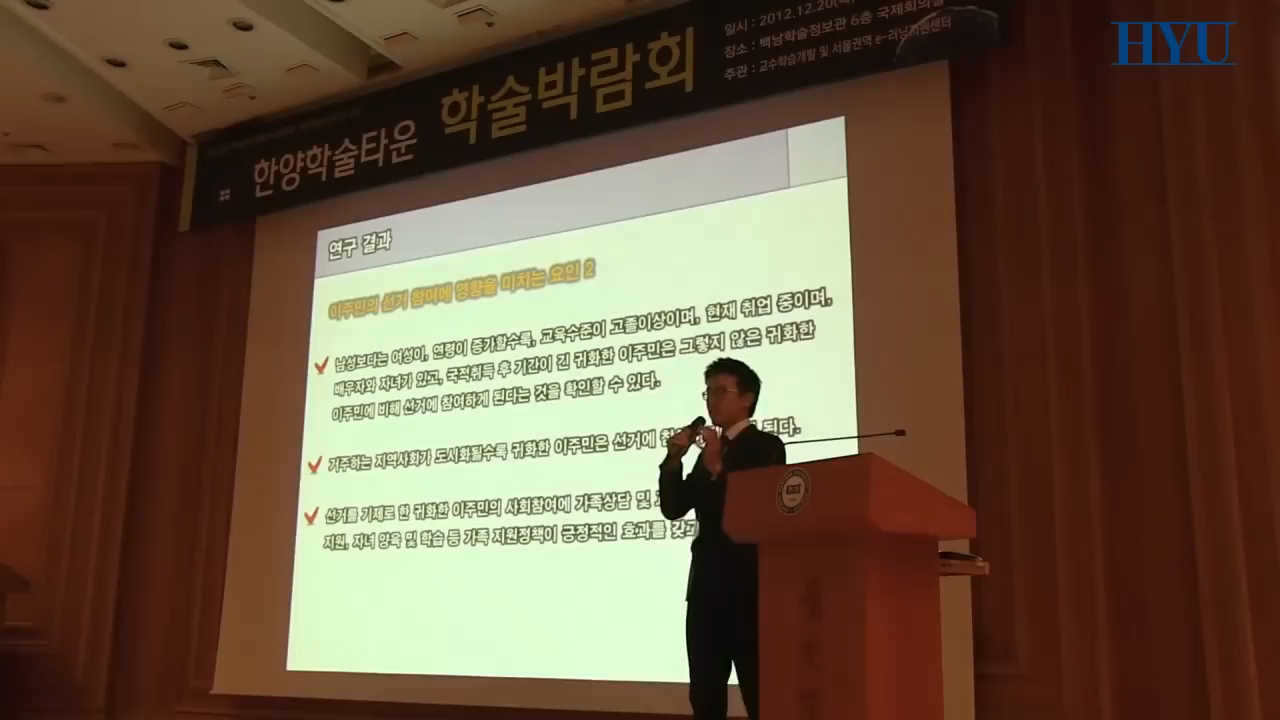 HYU
일시 : 2012.12.20(
장소 : 백남학술정보관 6층 국제회의실
주관 : 교수학습개발 및 서울권역 e-러닝지원센터
한양학술타운 학술박람회
연구 결과
이주민의 선거 참여에 영향을 미치는 요인 2
남성보다는 여성이, 연령이 증가할수록, 교육수준이 고졸이상이며, 현재 취업 중이며,
배우자와 자녀가 있고, 국적취득 후 기간이 긴 귀화한 이주민은 그렇지 않은 귀화한
이주민에 비해 선거에 참여하게 된다는 것을 확인할 수 있다.
거주하는 지역사회가 도시화될수록 귀화한 이주민은 선거에 된다.
선거를 기제로 한 귀화한 이주민의 사회참여에 가족상담 및
지원, 자녀 양육 및 학습 등 가족 지원정책이 긍정적인 효과를 갖고